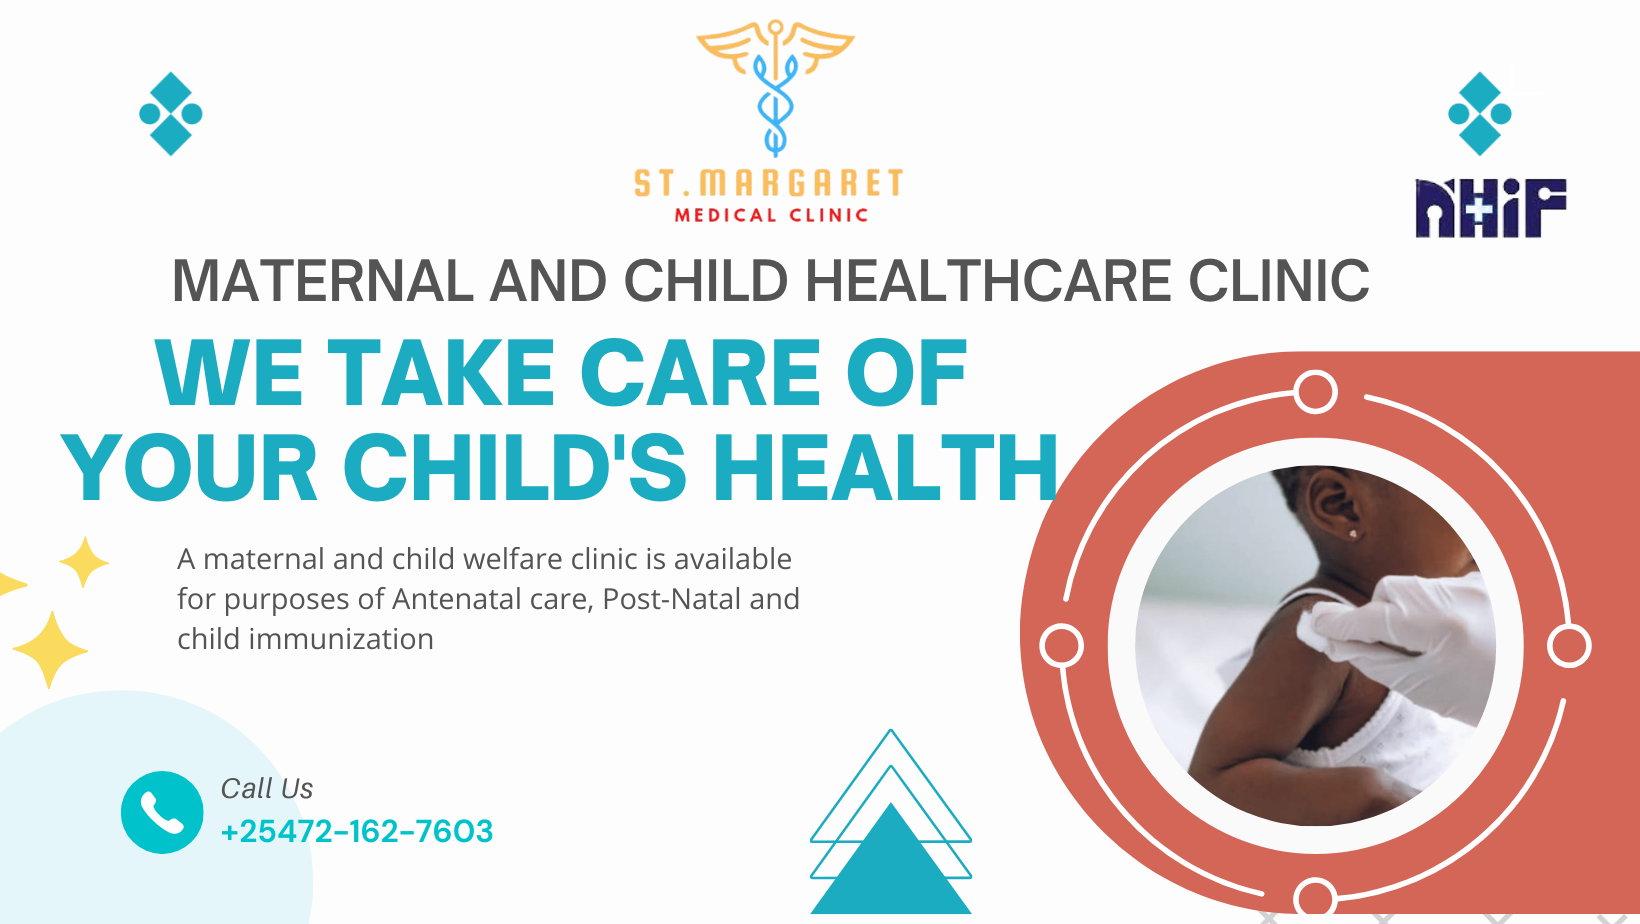 ST.MARGARET
MEDICAL CLINIC
NHIF
MATERNAL AND CHILD HEALTHCARE CLINIC
WE TAKE CARE OF
YOUR CHILD'S HEALTH
A maternal and child welfare clinic is available
for purposes of Antenatal care, Post-Natal and
child immunization
Call Us
+25472-162-7603